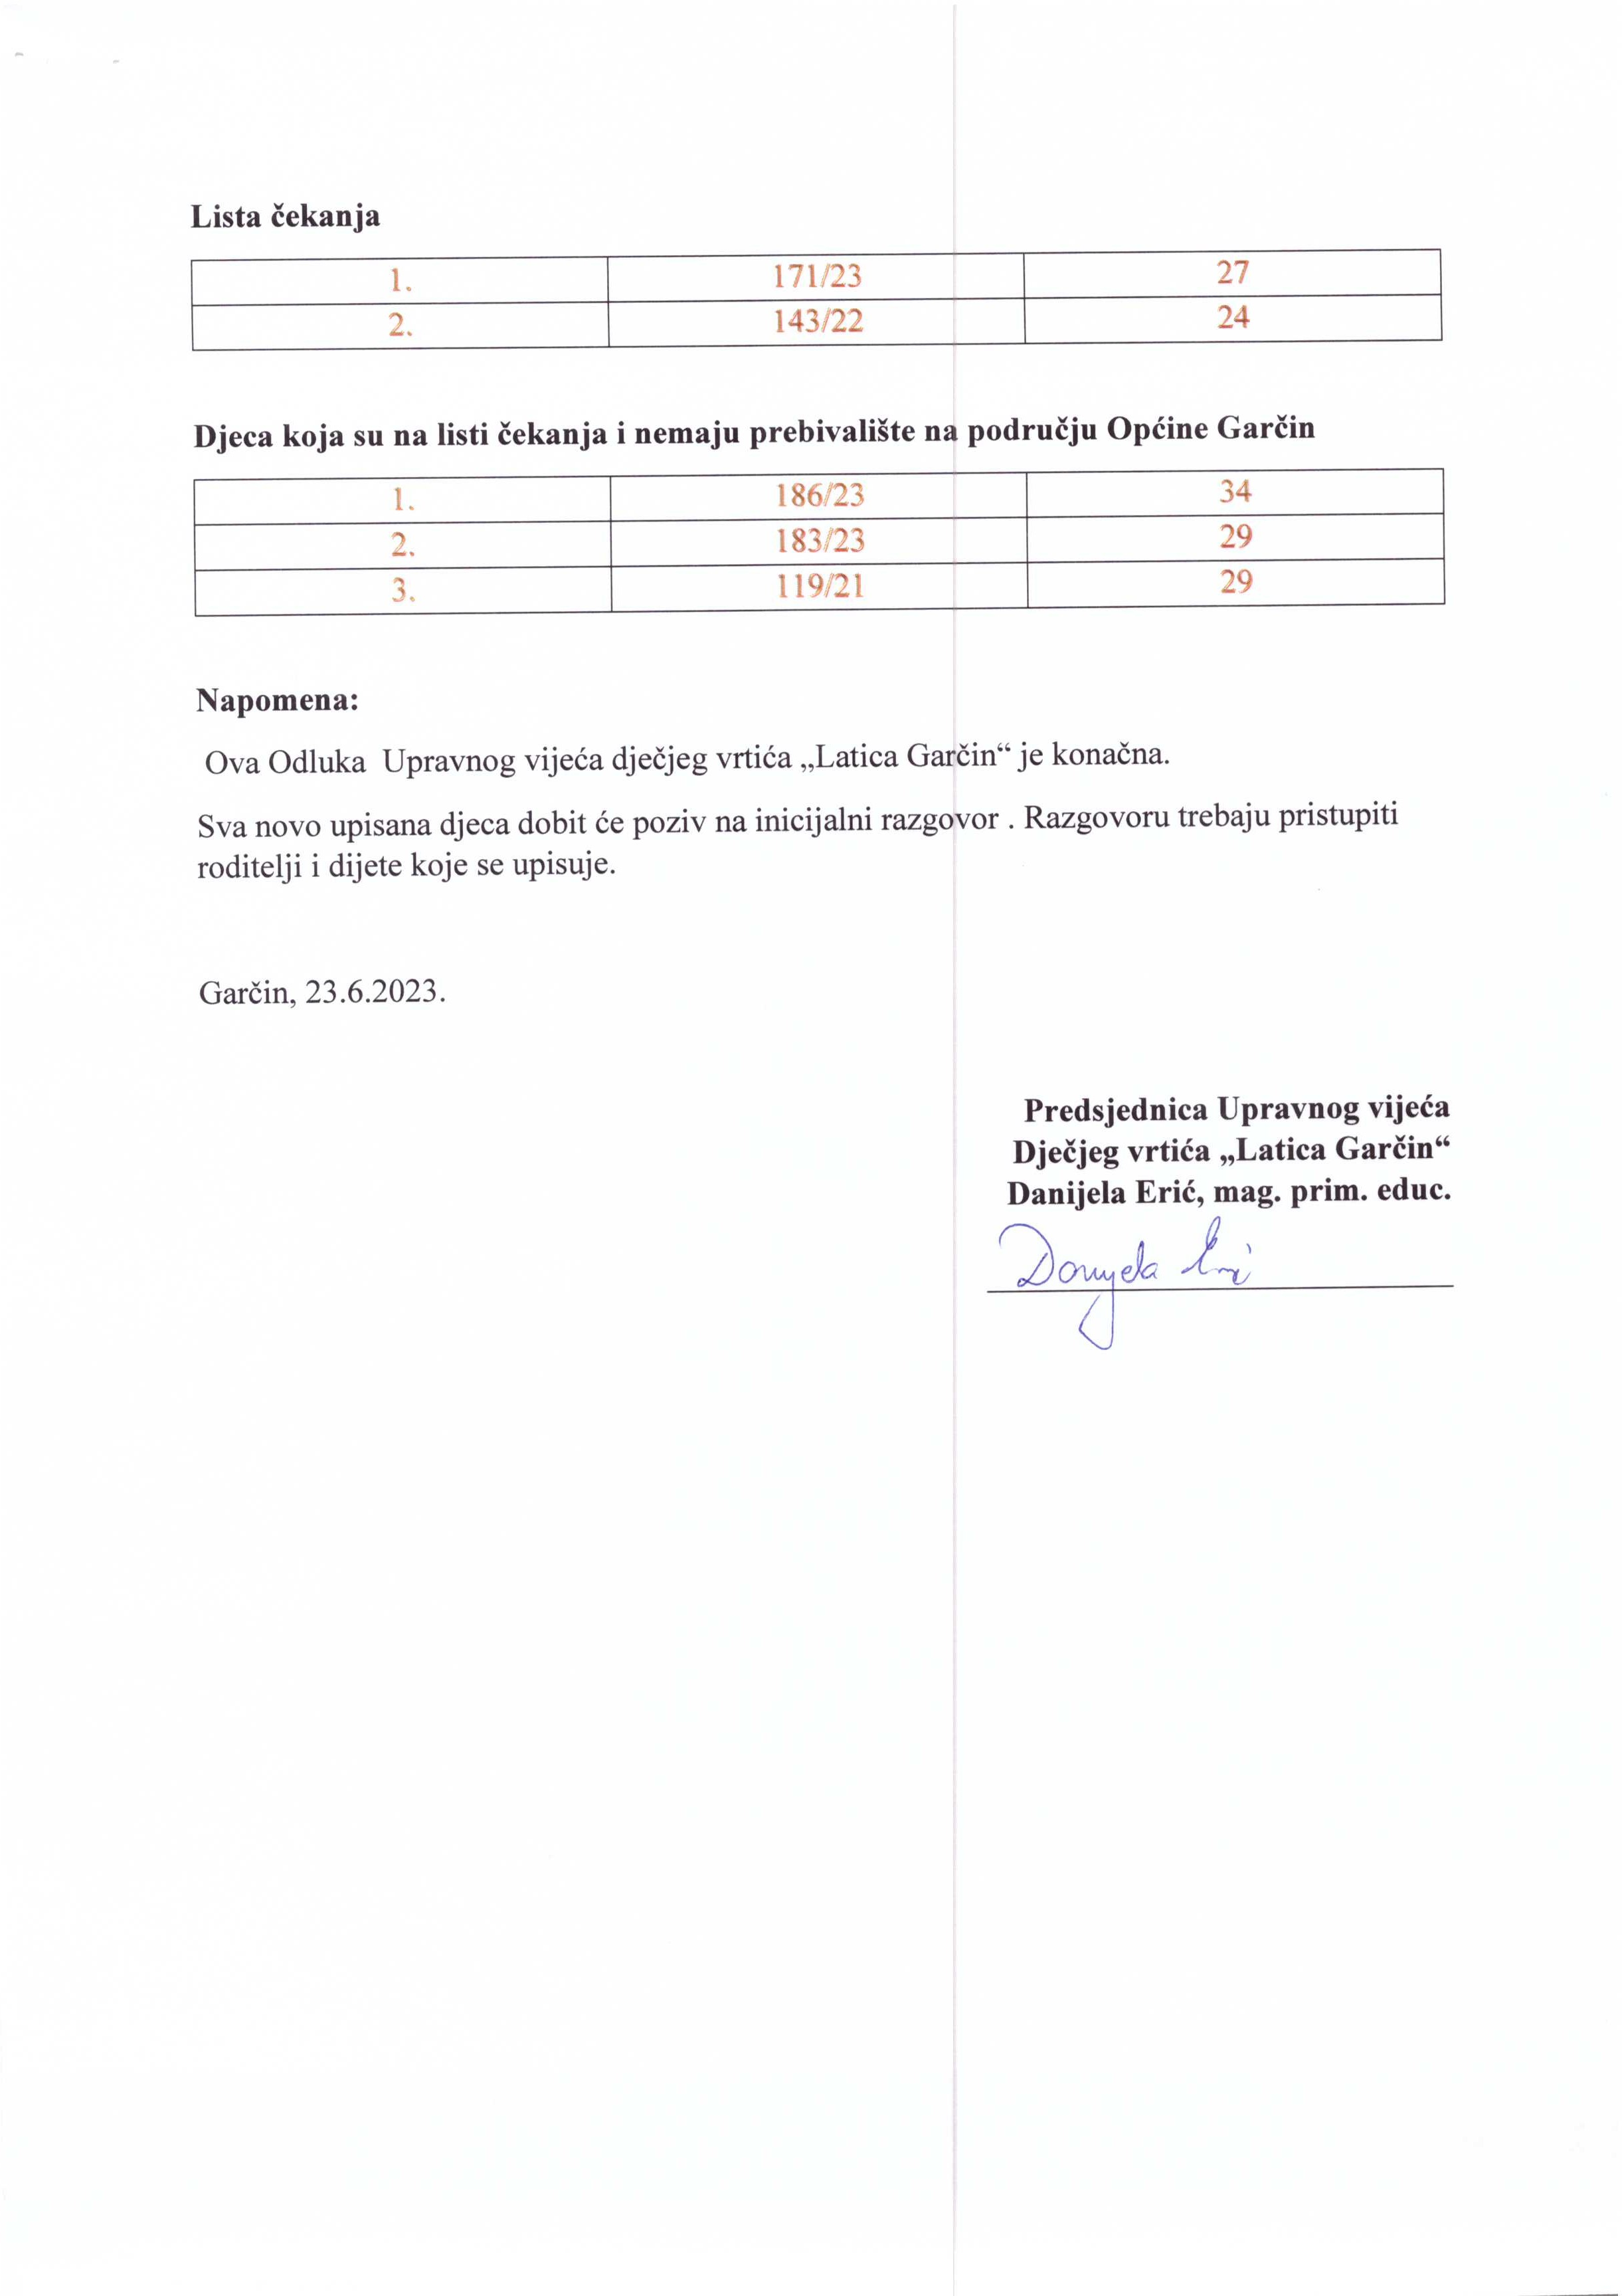 Lista čekanja
1. 171/23 27
2. 143/22 24
Djeca koja su na listi čekanja i nemaju prebivalište na području Općine Garčin
1. 186/23 34
2. 183/23 29
3. 119/21 29
Napomena:
Ova Odluka Upravnog vijeća dječjeg vrtića „Latica Garčin“ je konačna.
Sva novo upisana djeca dobit će poziv na inicijalni razgovor . Razgovoru trebaju pristupiti
roditelji i dijete koje se upisuje.
Garčin, 23.6.2023.
Predsjednica Upravnog vijeća
Dječjeg vrtića „Latica Garčin“
Danijela Erić, mag. prim. educ.
Danijela Erić